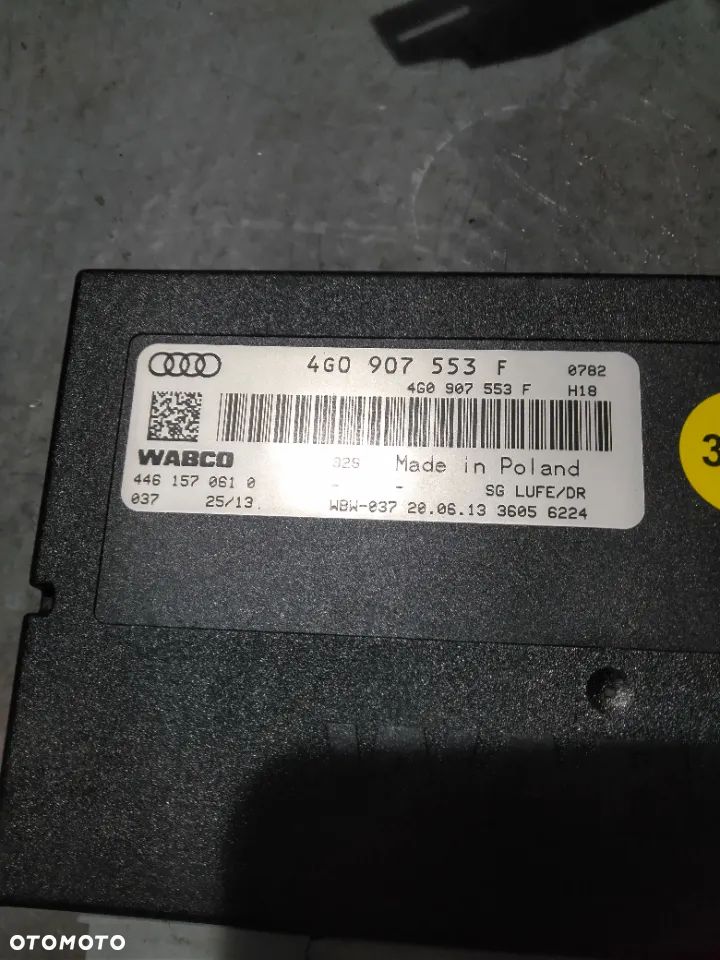 4G0 907 553 F 0782
4G0 907 553 F H18
WABCO Made in Poland
446 157 061 0 - - SG LUFE/DR
037 25/13 WBW-037 20.06.13 3605 6224
3
OTOMOTO